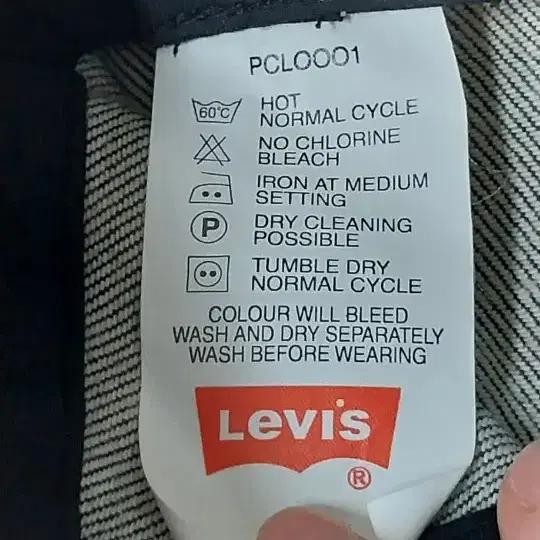 PCL0001
60°C HOT
NORMAL CYCLE
NO CHLORINE
BLEACH
IRON AT MEDIUM
SETTING
P DRY CLEANING
POSSIBLE
TUMBLE DRY
NORMAL CYCLE
COLOUR WILL BLEED
WASH AND DRY SEPARATELY
WASH BEFORE WEARING
Levi's
®